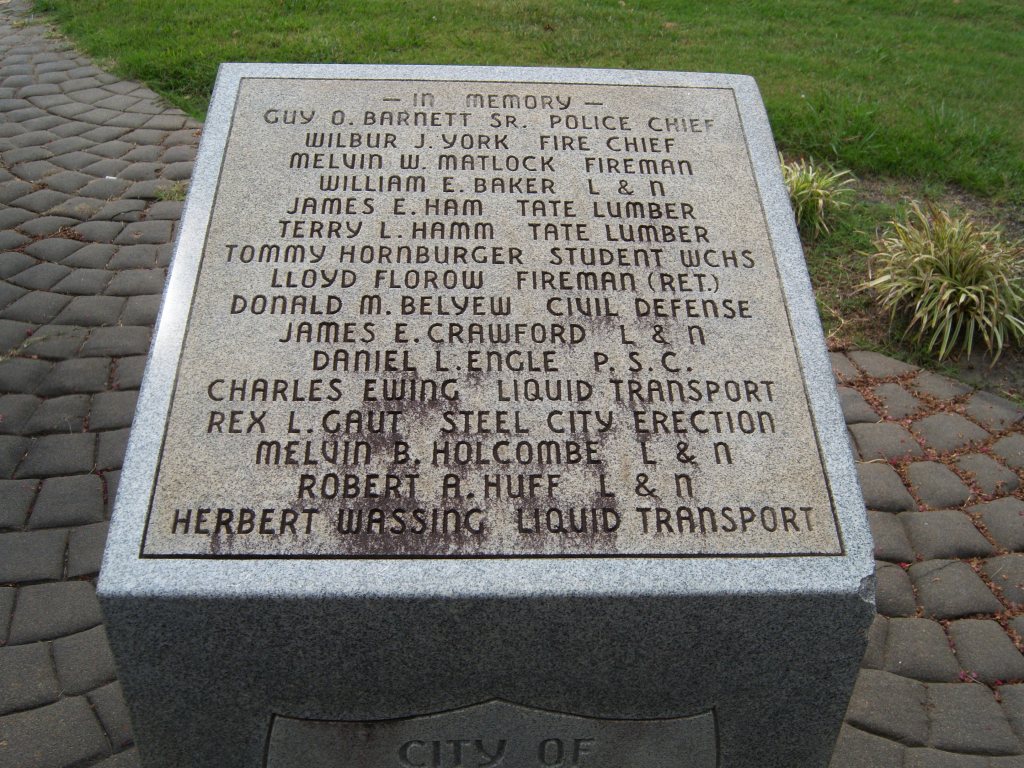 — In MEMORY —
GUY O. BARNETT SR. POLICE CHIEF
WILBUR J. YORK FIRE CHIEF
MELVIN W. MATLOCK FIREMAN
WILLIAM E. BAKER L & N
JAMES E. HAM TATE LUMBER
TERRY L. HAMM TATE LUMBER
TOMMY HORNBURGER STUDENT WCHS
LLOYD FLOROW FIREMAN (RET.)
DONALD M. BELYEW CIVIL DEFENSE
JAMES E. CRAWFORD L & N
DANIEL L. ENGLE P.S.C.
CHARLES EWING LIQUID TRANSPORT
REX L. GAUT STEEL CITY ERECTION
MELVIN B. HOLCOMBE L & N
ROBERT A. HUFF L & N
HERBERT WASSING LIQUID TRANSPORT
CITY OF